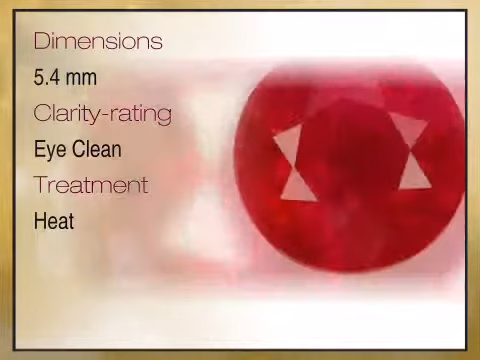 Dimensions
5.4 mm
Clarity-rating
Eye Clean
Treatment
Heat